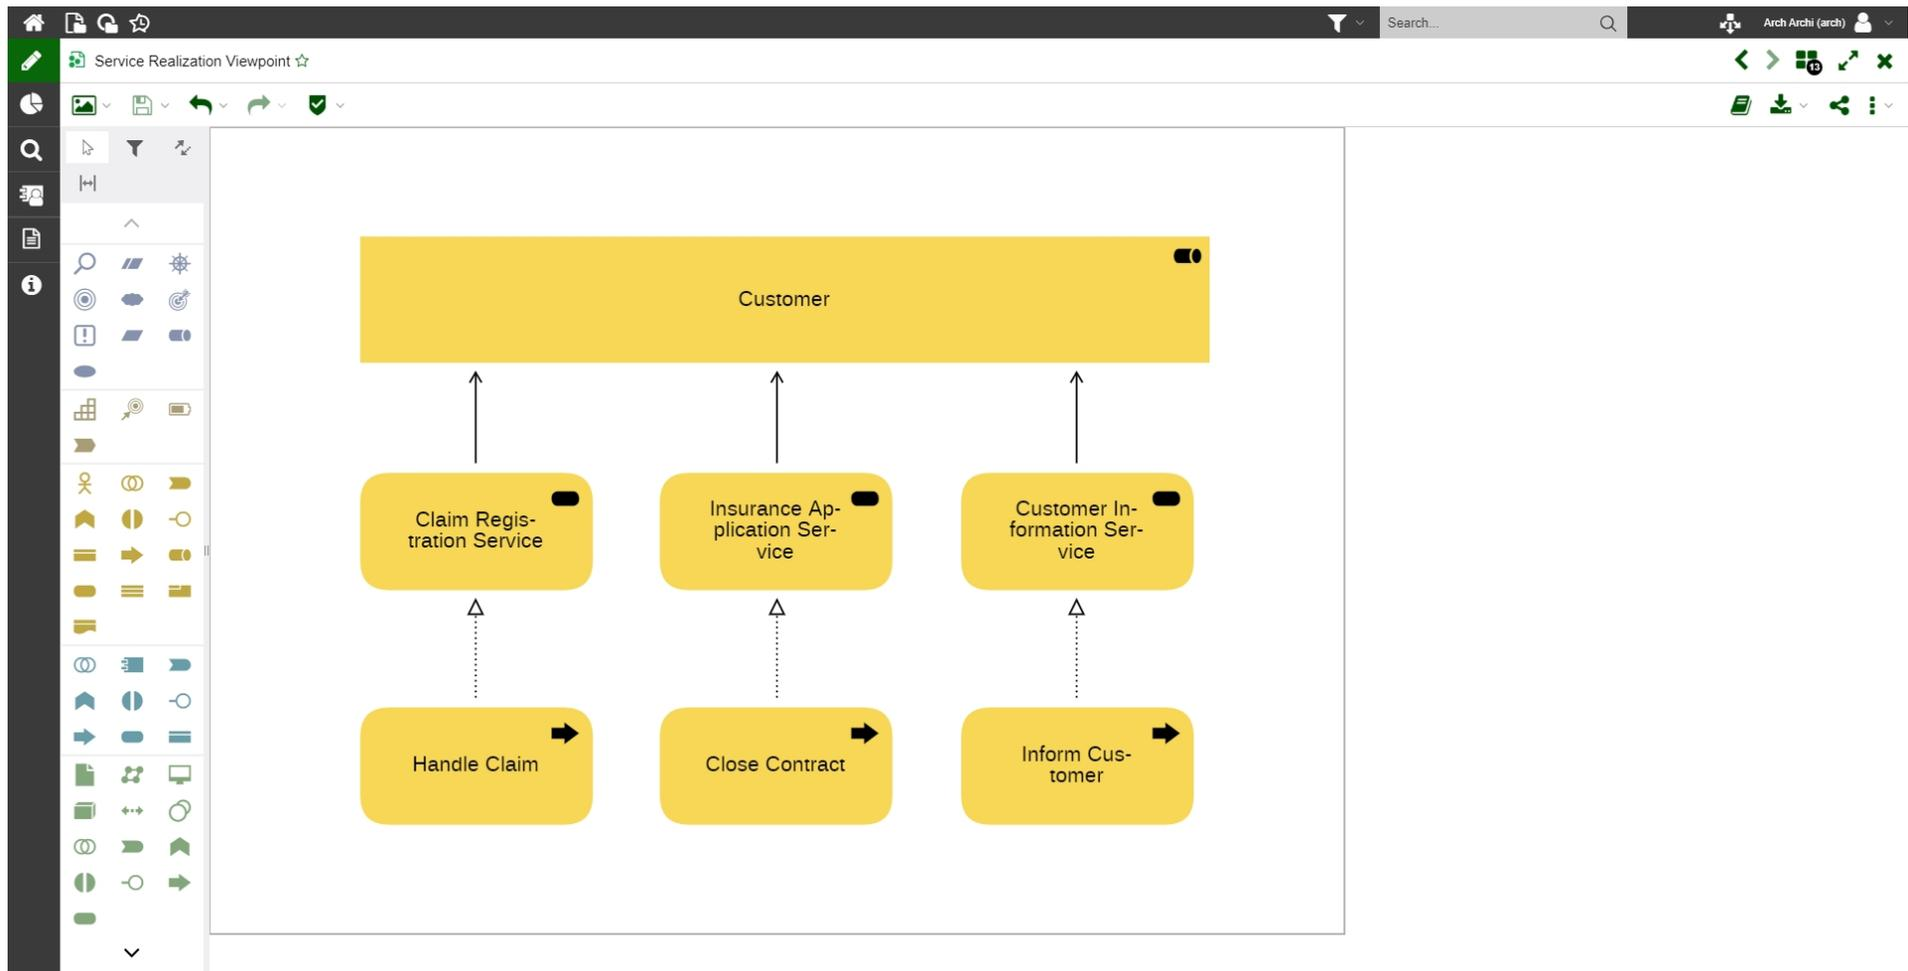 Search...
Arch Archi (arch)
Service Realization Viewpoint
13
Customer
Claim Regis-
tration Service
Insurance Ap-
plication Ser-
vice
Customer In-
formation Ser-
vice
Handle Claim
Close Contract
Inform Cus-
tomer